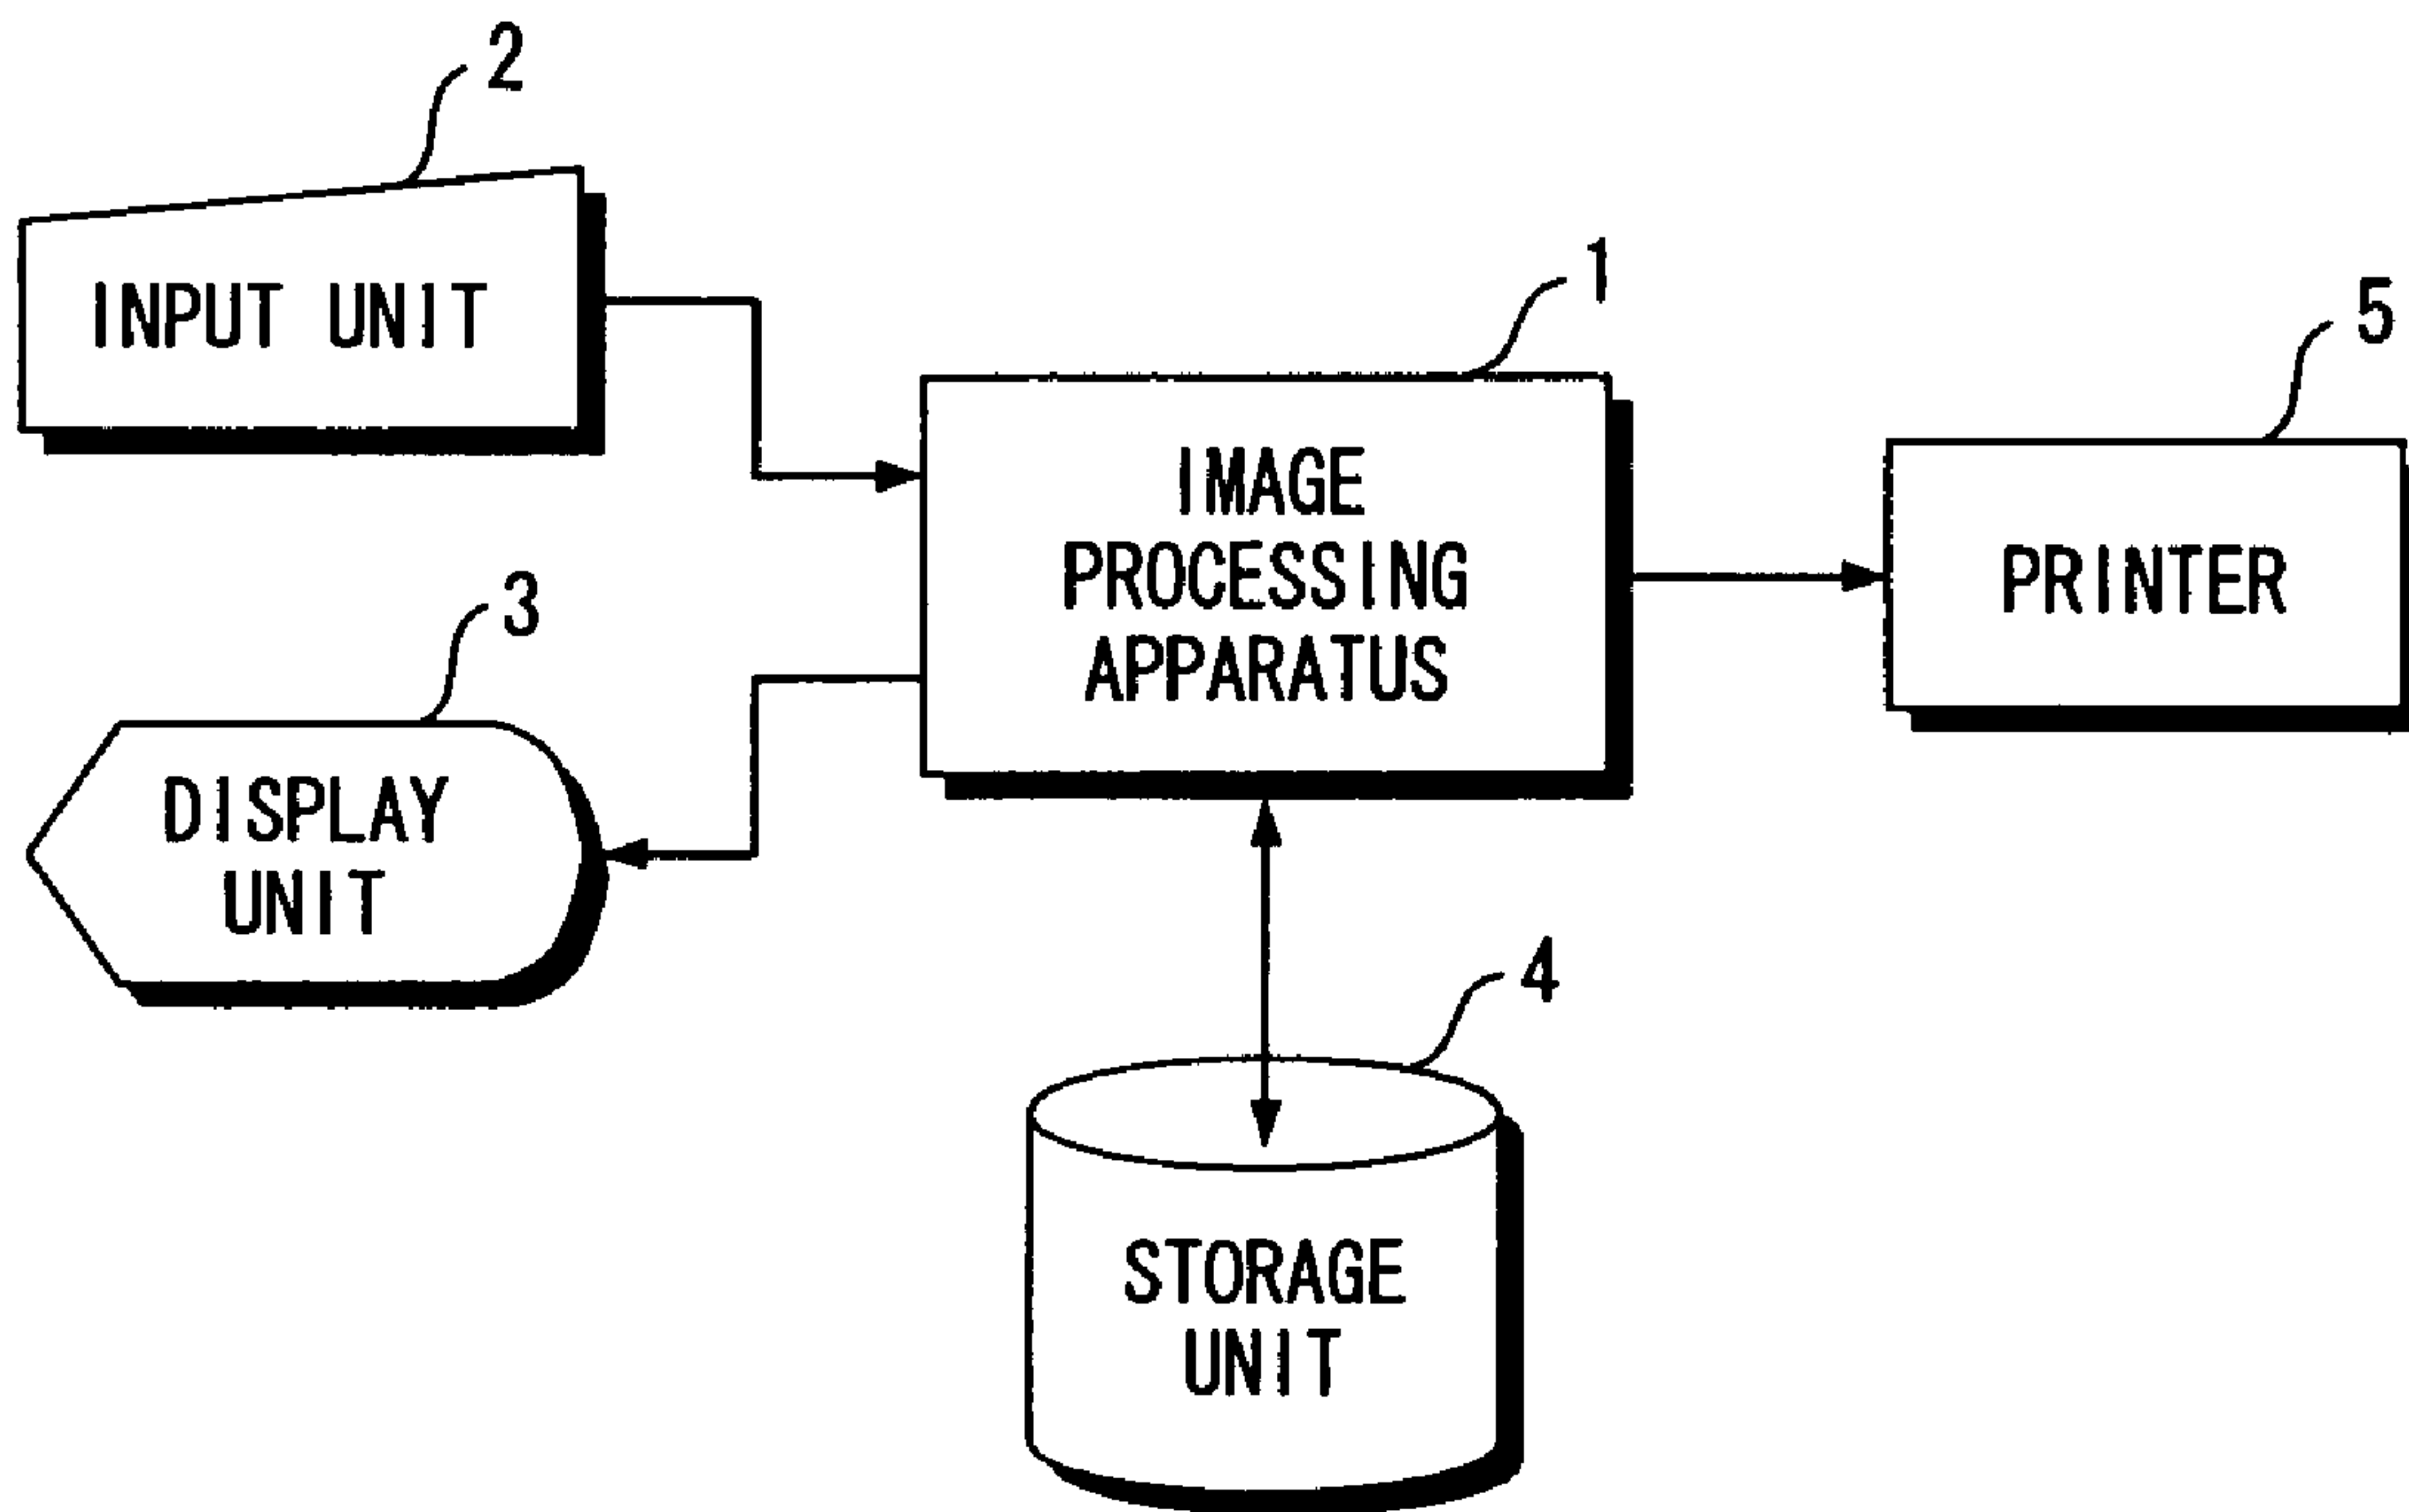 2
INPUT UNIT
1
IMAGE
PROCESSING
APPARATUS
5
PRINTER
3
DISPLAY
UNIT
4
STORAGE
UNIT